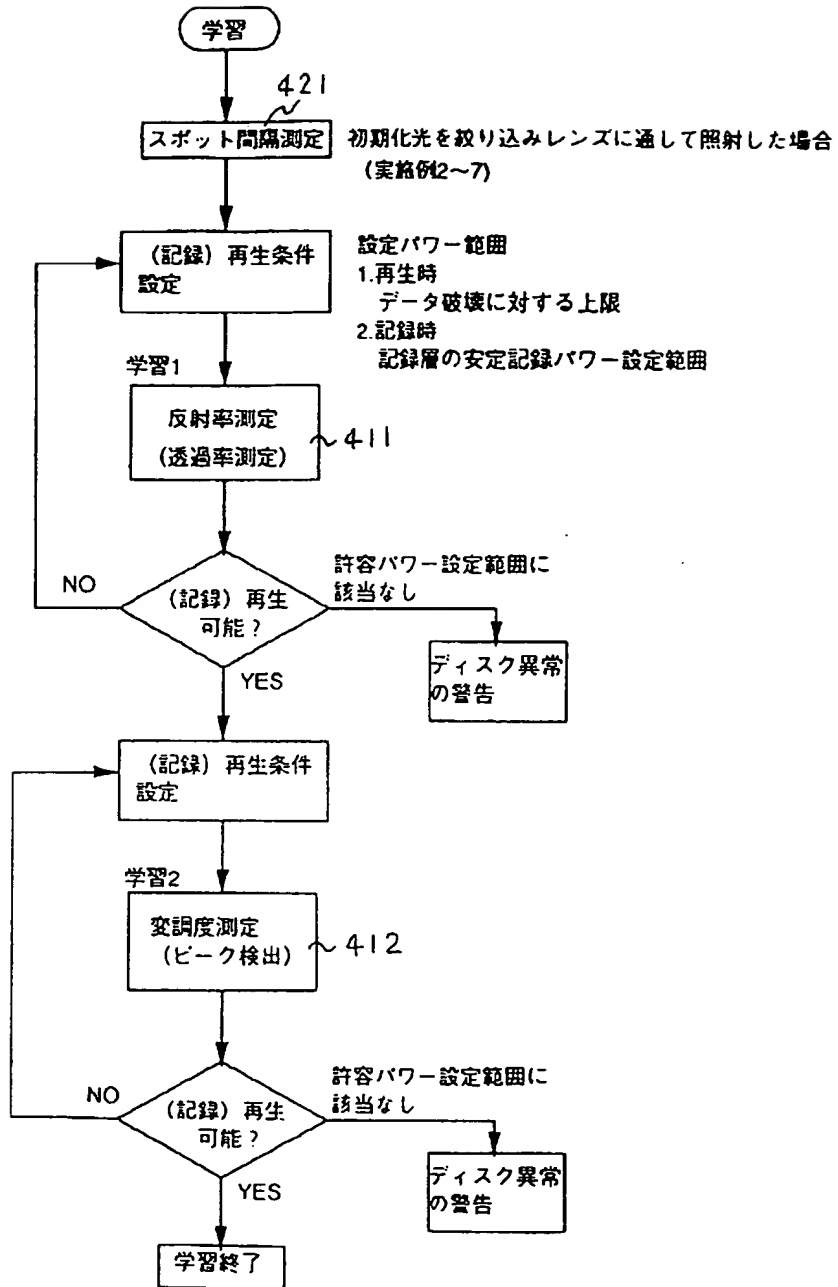 学習
421
スポット間隔測定
初期化光を絞り込みレンズに通して照射した場合
(実施例2〜7)
(記録) 再生条件
設定
設定パワー範囲
1.再生時
データ破壊に対する上限
2.記録時
記録層の安定記録パワー設定範囲
学習1
反射率測定
(透過率測定)
411
NO
(記録) 再生
可能?
許容パワー設定範囲に
該当なし
YES
ディスク異常
の警告
(記録) 再生条件
設定
学習2
変調度測定
(ピーク検出)
412
NO
(記録) 再生
可能?
許容パワー設定範囲に
該当なし
YES
ディスク異常
の警告
学習終了